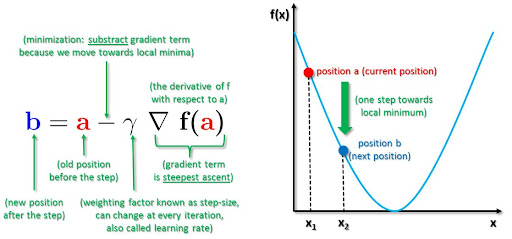 (minimization: substract gradient term
because we move towards local minima)
(the derivative of f
with respect to a)
b = a − γ ∇ f(a)
(old position
before the step)
(gradient term
is steepest ascent)
(new position
after the step)
(weighting factor known as step-size,
can change at every iteration,
also called learning rate)
f(x)
position a (current position)
(one step towards
local minimum)
position b
(next position)
x₁
x₂
x